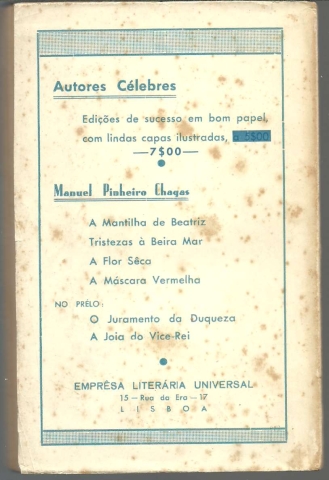 Autores Célebres
Edições de sucesso em bom papel,
com lindas capas ilustradas,
—7$00—
Manuel Pinheiro Chagas
A Mantilha de Beatriz
Tristezas à Beira Mar
A Flor Sêca
A Máscara Vermelha
NO PRÉLO:
O Juramento da Duqueza
A Joia do Vice-Rei
EMPRÊSA LITERÁRIA UNIVERSAL
15—Rua da Era—17
LISBOA